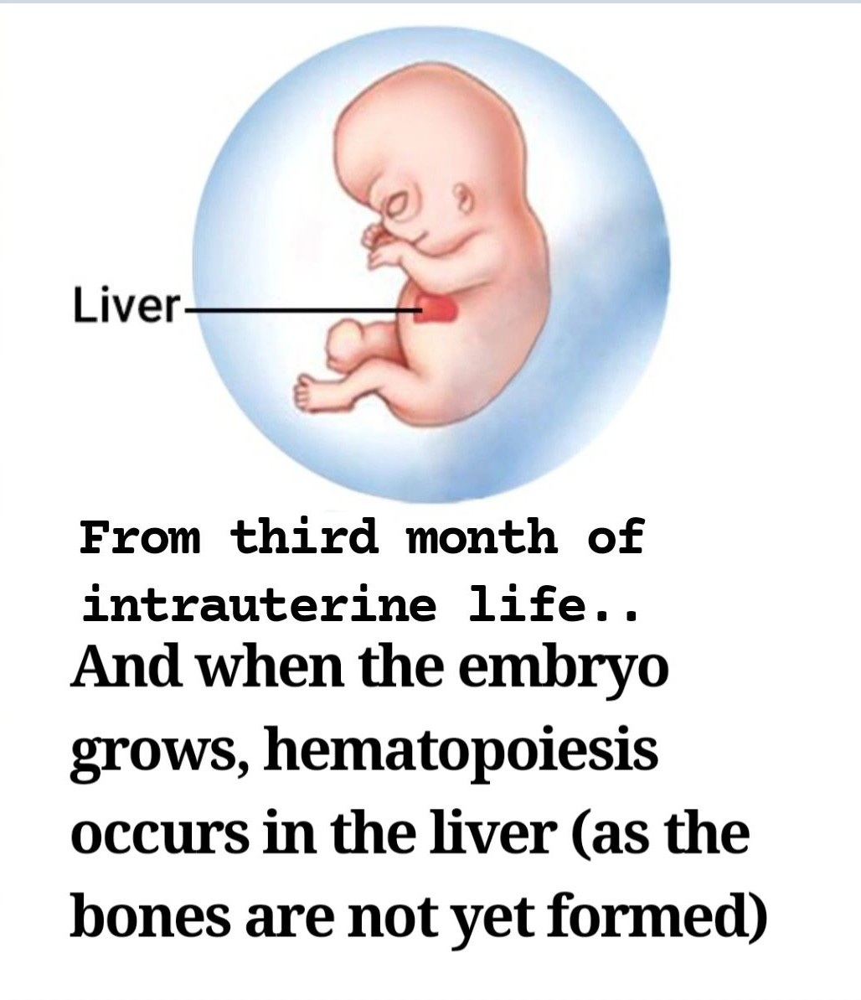 Liver
From third month of
intrauterine life..
And when the embryo
grows, hematopoiesis
occurs in the liver (as the
bones are not yet formed)